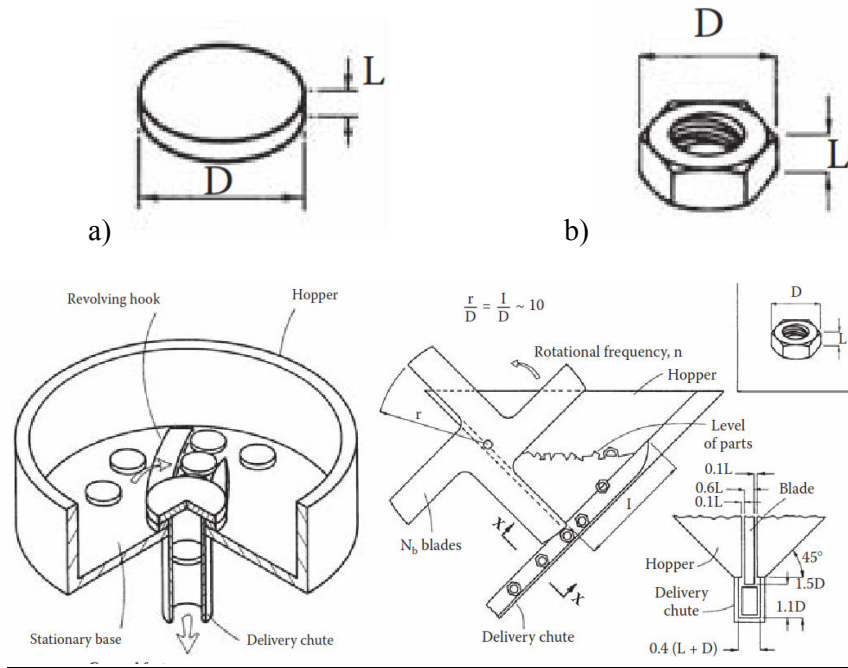 D
L
a)
D
L
b)
Revolving hook
Hopper
Stationary base
Delivery chute
r/D = I/D ~ 10
Rotational frequency, n
Hopper
r
Level
of parts
I
X
X
N_b blades
Delivery chute
D
L
0.1L
0.6L
0.1L
Blade
Hopper
45°
Delivery
chute
1.5D
1.1D
0.4 (L + D)